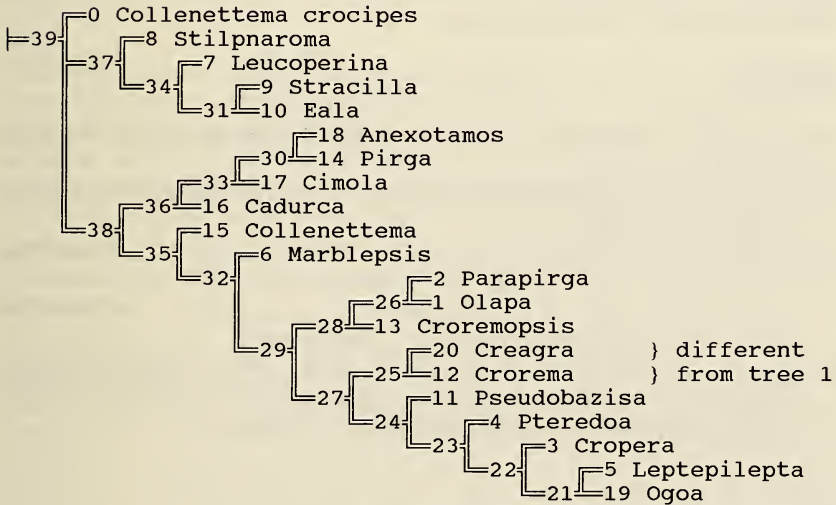 0 Collenettema crocipes
39 37 8 Stilpnaroma
7 Leucoperina
34 9 Stracilla
31 10 Eala
18 Anexotamos
30 14 Pirga
33 17 Cimola
36 16 Cadurca
38 15 Collenettema
35 6 Marblepsis
32 2 Parapirga
26 1 Olapa
28 13 Croremopsis
29 20 Creagra } different
25 12 Crorema } from tree 1
27 11 Pseudobazisa
24 4 Pteredoa
23 3 Cropera
22 5 Leptepilepta
21 19 Ogoa